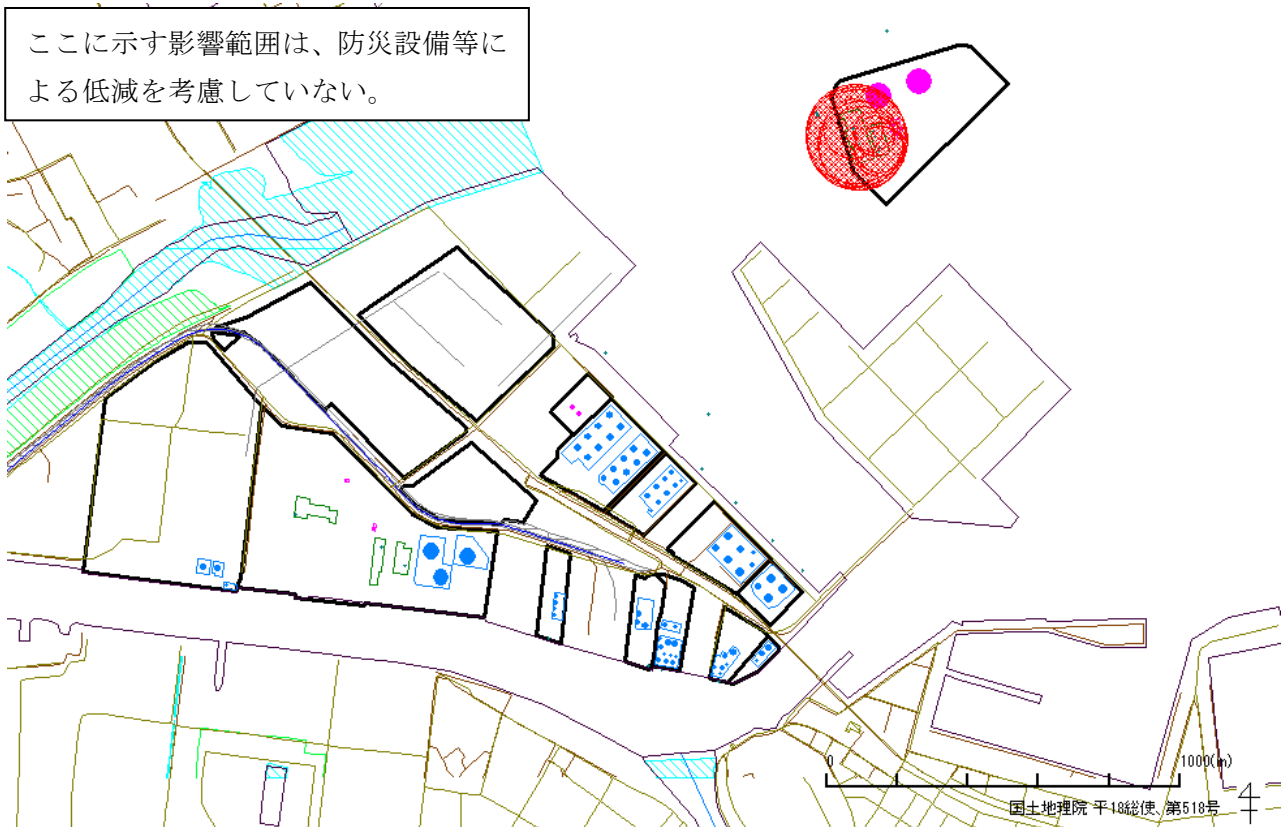 ここに示す影響範囲は、防災設備等に
よる低減を考慮していない。
0 1000(m)
国土地理院 平18総使、第518号